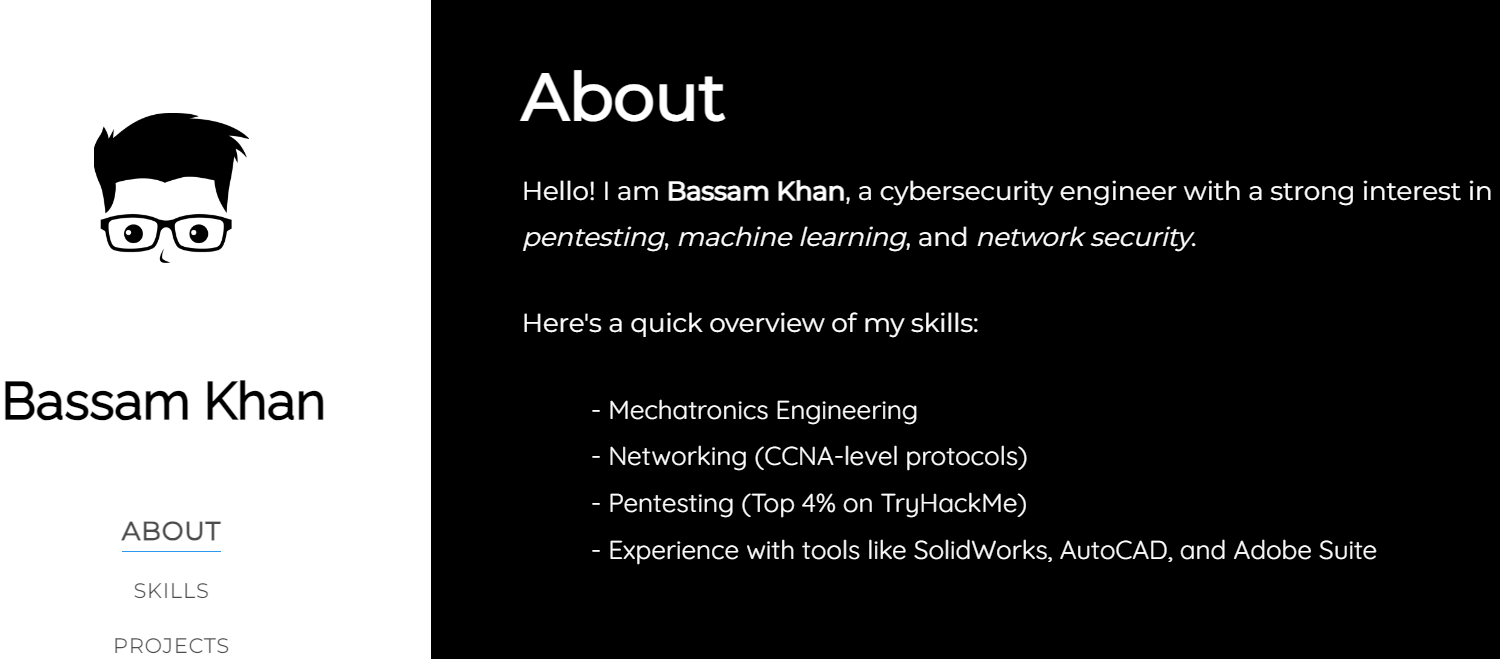 Bassam Khan
ABOUT
SKILLS
PROJECTS
About
Hello! I am Bassam Khan, a cybersecurity engineer with a strong interest in
pentesting, machine learning, and network security.
Here's a quick overview of my skills:
- Mechatronics Engineering
- Networking (CCNA-level protocols)
- Pentesting (Top 4% on TryHackMe)
- Experience with tools like SolidWorks, AutoCAD, and Adobe Suite